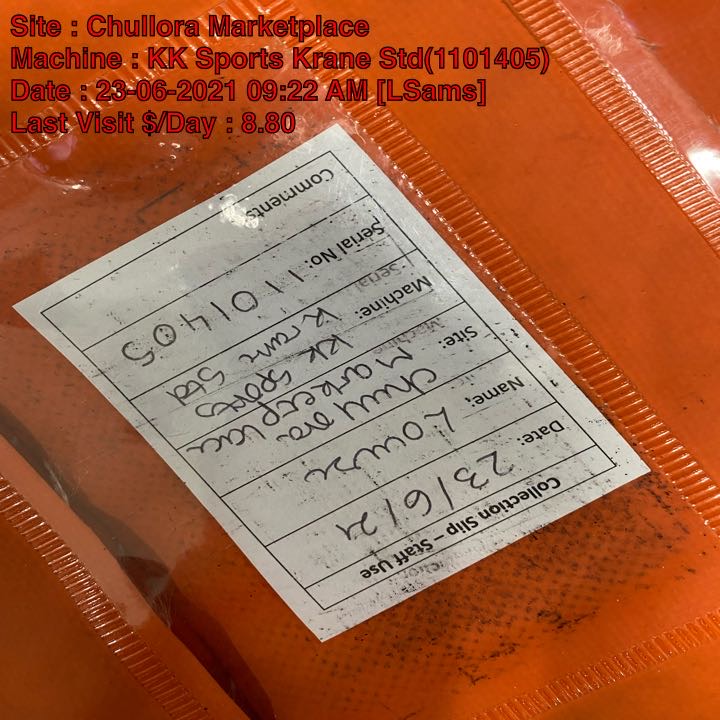 Site : Chullora Marketplace
Machine : KK Sports Krane Std(1101405)
Date : 23-06-2021 09:22 AM [LSams]
Last Visit $/Day : 8.80
Collection Slip – Staff Use
Date: 23/6/21
Name: Louise
Site: Chullora Marketplace
Machine: KK Sports Krane Std
Serial No: 1101405
Comments